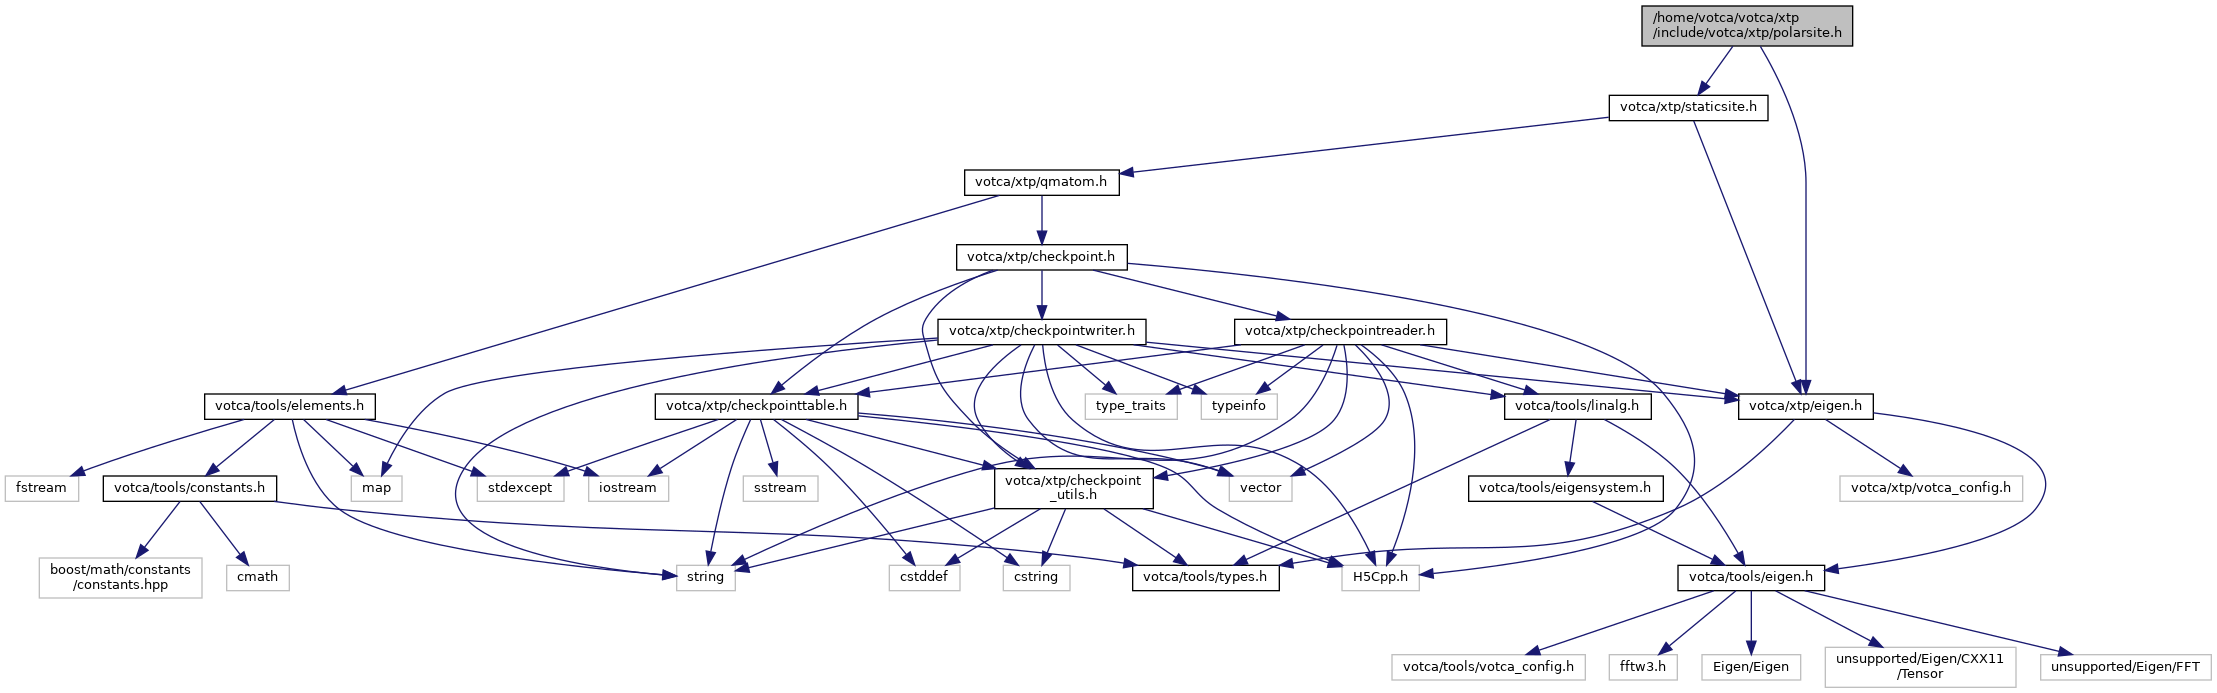 /home/votca/votca/xtp
/include/votca/xtp/polarsite.h
votca/xtp/staticsite.h
votca/xtp/qmatom.h
votca/xtp/checkpoint.h
votca/xtp/checkpointwriter.h
votca/xtp/checkpointreader.h
votca/tools/elements.h
votca/xtp/checkpointtable.h
type_traits
typeinfo
votca/tools/linalg.h
votca/xtp/eigen.h
fstream
votca/tools/constants.h
map
stdexcept
iostream
sstream
votca/xtp/checkpoint
_utils.h
vector
votca/tools/eigensystem.h
votca/xtp/votca_config.h
boost/math/constants
/constants.hpp
cmath
string
cstddef
cstring
votca/tools/types.h
H5Cpp.h
votca/tools/eigen.h
votca/tools/votca_config.h
fftw3.h
Eigen/Eigen
unsupported/Eigen/CXX11
/Tensor
unsupported/Eigen/FFT